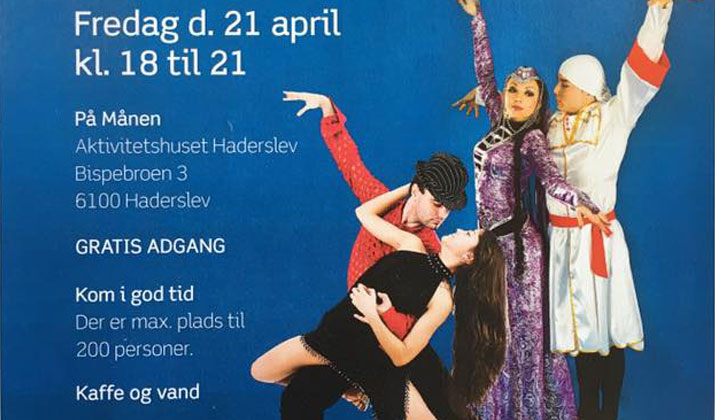 Fredag d. 21 april
kl. 18 til 21
På Månen
Aktivitetshuset Haderslev
Bispebroen 3
6100 Haderslev
GRATIS ADGANG
Kom i god tid
Der er max. plads til
200 personer.
Kaffe og vand